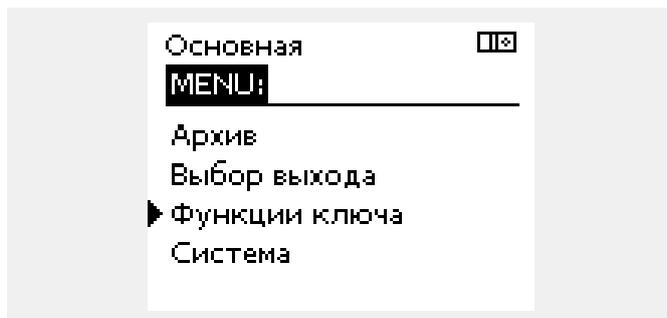 Основная
MENU:
Архив
Выбор выхода
Функции ключа
Система